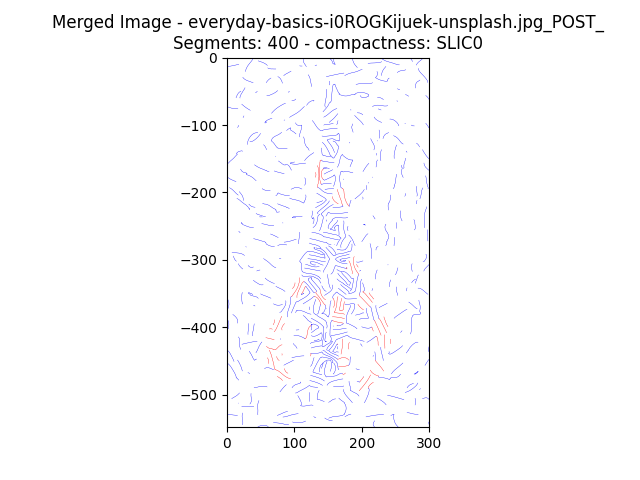 Merged Image - everyday-basics-i0ROGKijuek-unsplash.jpg_POST_
Segments: 400 - compactness: SLIC0
0
−100
−200
−300
−400
−500
0 100 200 300